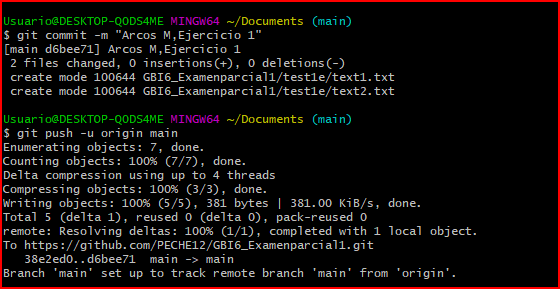 Usuario@DESKTOP-QODS4ME MINGW64 ~/Documents (main)
$ git commit -m "Arcos M,Ejercicio 1"
[main d6bee71] Arcos M,Ejercicio 1
 2 files changed, 0 insertions(+), 0 deletions(-)
 create mode 100644 GBI6_Examenparcial1/test1e/text1.txt
 create mode 100644 GBI6_Examenparcial1/test1e/text2.txt
Usuario@DESKTOP-QODS4ME MINGW64 ~/Documents (main)
$ git push -u origin main
Enumerating objects: 7, done.
Counting objects: 100% (7/7), done.
Delta compression using up to 4 threads
Compressing objects: 100% (3/3), done.
Writing objects: 100% (5/5), 381 bytes | 381.00 KiB/s, done.
Total 5 (delta 1), reused 0 (delta 0), pack-reused 0
remote: Resolving deltas: 100% (1/1), completed with 1 local object.
To https://github.com/PECHE12/GBI6_Examenparcial1.git
   38e2ed0..d6bee71  main -> main
Branch 'main' set up to track remote branch 'main' from 'origin'.